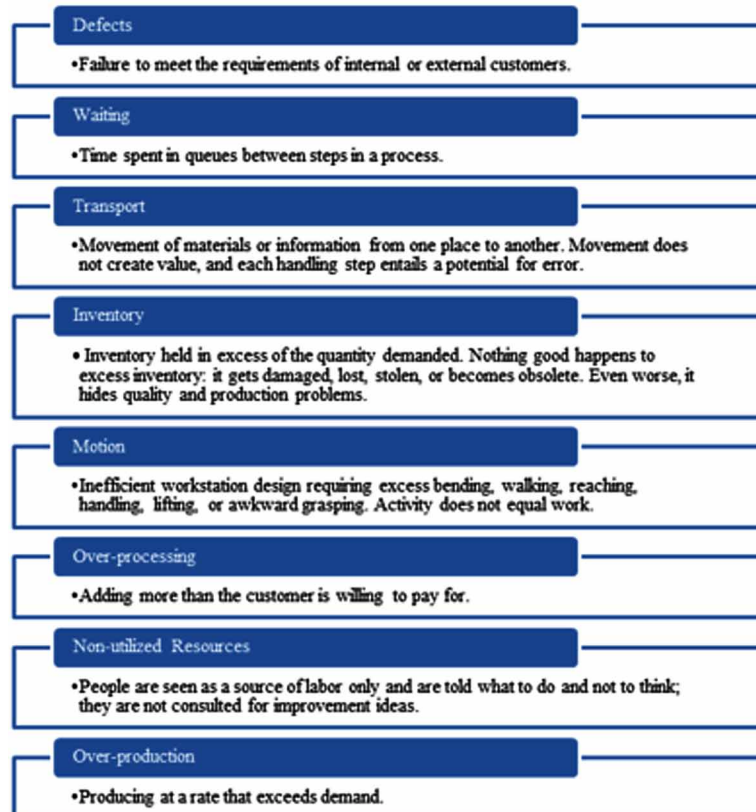 Defects
•Failure to meet the requirements of internal or external customers.
Waiting
•Time spent in queues between steps in a process.
Transport
•Movement of materials or information from one place to another. Movement does
not create value, and each handling step entails a potential for error.
Inventory
• Inventory held in excess of the quantity demanded. Nothing good happens to
excess inventory: it gets damaged, lost, stolen, or becomes obsolete. Even worse, it
hides quality and production problems.
Motion
•Inefficient workstation design requiring excess bending, walking, reaching,
handling, lifting, or awkward grasping. Activity does not equal work.
Over-processing
•Adding more than the customer is willing to pay for.
Non-utilized Resources
•People are seen as a source of labor only and are told what to do and not to think;
they are not consulted for improvement ideas.
Over-production
•Producing at a rate that exceeds demand.